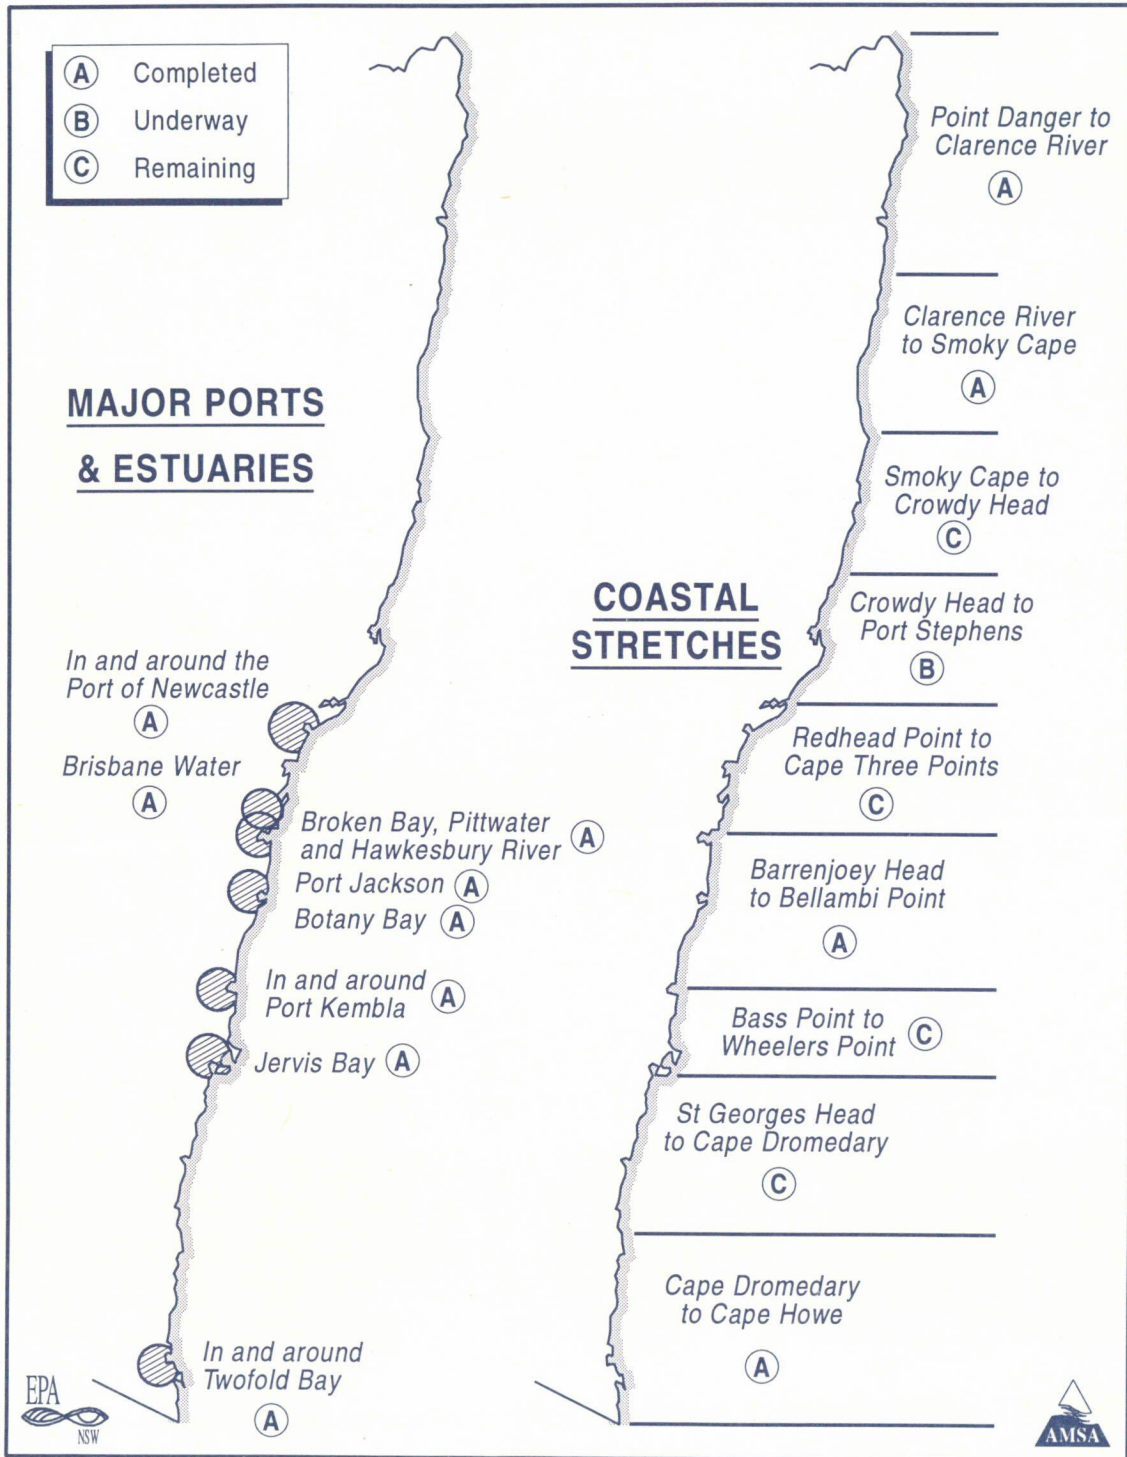 A Completed
B Underway
C Remaining
MAJOR PORTS
& ESTUARIES
In and around the
Port of Newcastle
A
Brisbane Water
A
Broken Bay, Pittwater
and Hawkesbury River A
Port Jackson A
Botany Bay A
In and around
Port Kembla A
Jervis Bay A
In and around
Twofold Bay
A
EPA
NSW
COASTAL
STRETCHES
Point Danger to
Clarence River
A
Clarence River
to Smoky Cape
A
Smoky Cape to
Crowdy Head
C
Crowdy Head to
Port Stephens
B
Redhead Point to
Cape Three Points
C
Barrenjoey Head
to Bellambi Point
A
Bass Point to
Wheelers Point C
St Georges Head
to Cape Dromedary
C
Cape Dromedary
to Cape Howe
A
AMSA